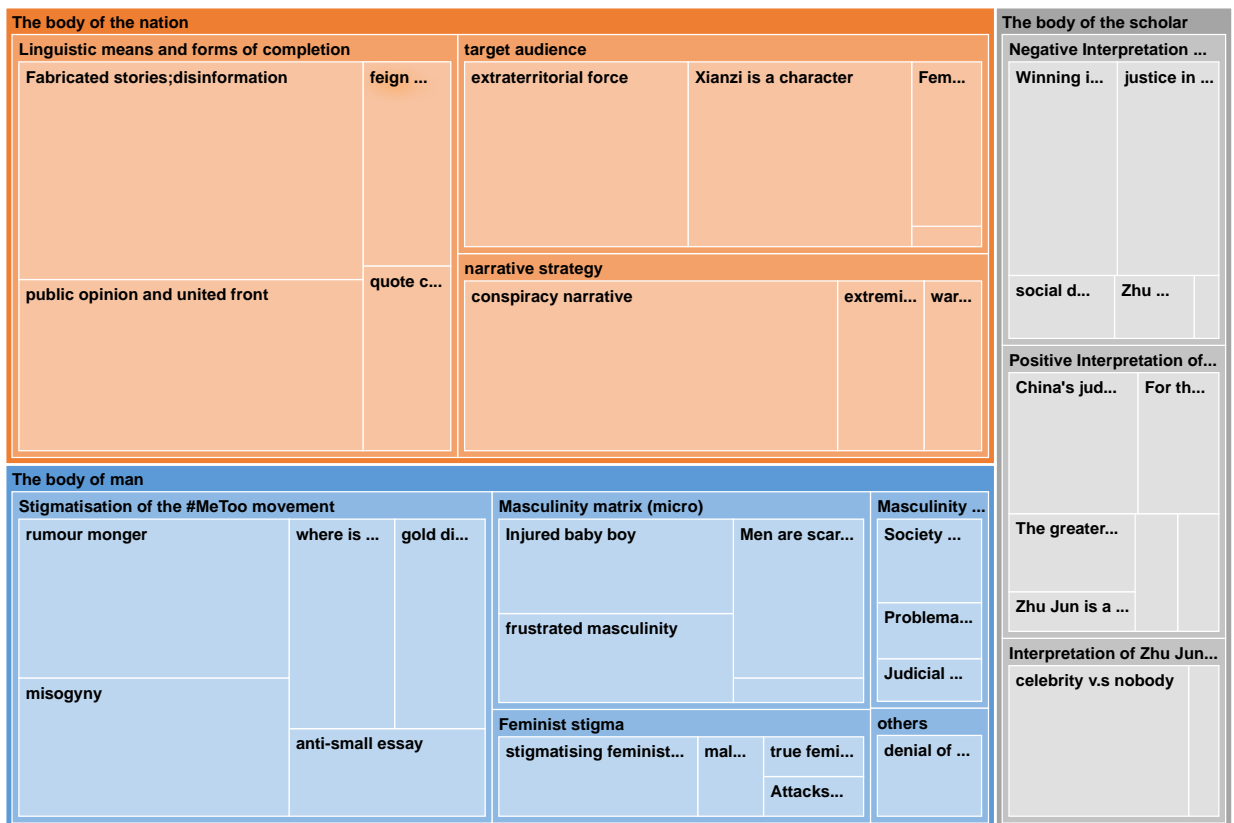 The body of the nation
Linguistic means and forms of completion
Fabricated stories;disinformation
feign ...
public opinion and united front
quote c...
target audience
extraterritorial force
Xianzi is a character
Fem...
narrative strategy
conspiracy narrative
extremi...
war...
The body of man
Stigmatisation of the #MeToo movement
rumour monger
where is ...
gold di...
misogyny
anti-small essay
Masculinity matrix (micro)
Injured baby boy
Men are scar...
frustrated masculinity
Feminist stigma
stigmatising feminist...
mal...
true femi...
Attacks...
Masculinity ...
Society ...
Problema...
Judicial ...
others
denial of ...
The body of the scholar
Negative Interpretation ...
Winning i...
justice in ...
social d...
Zhu ...
Positive Interpretation of...
China's jud...
For th...
The greater...
Zhu Jun is a ...
Interpretation of Zhu Jun...
celebrity v.s nobody